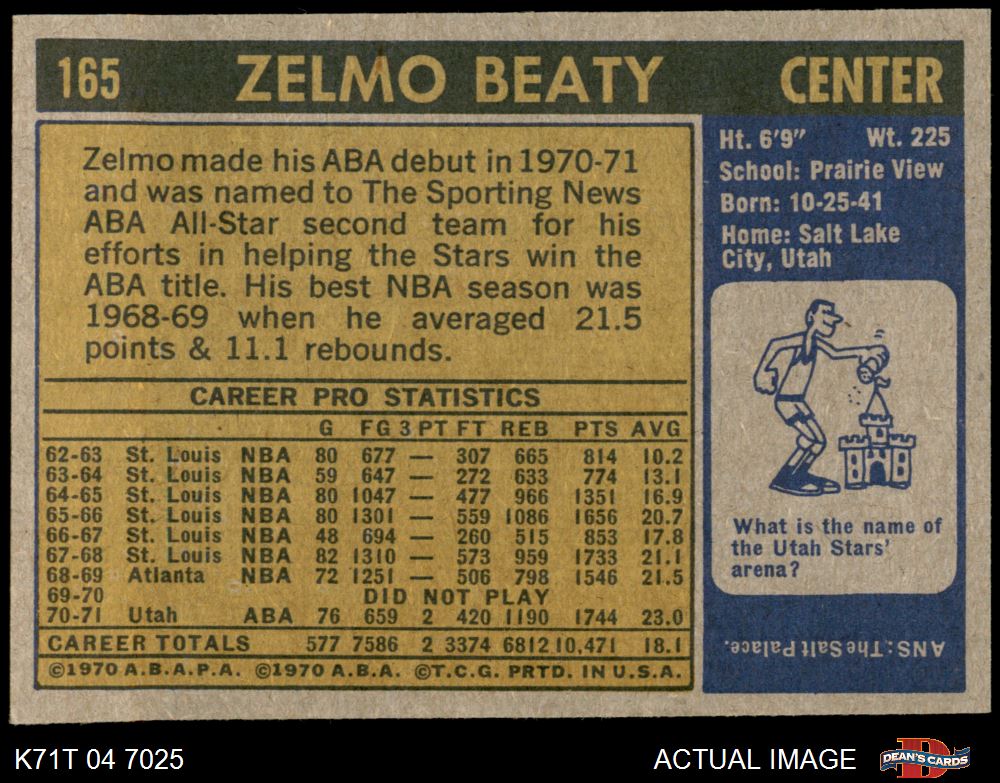 165 ZELMO BEATY CENTER
Zelmo made his ABA debut in 1970-71
and was named to The Sporting News
ABA All-Star second team for his
efforts in helping the Stars win the
ABA title. His best NBA season was
1968-69 when he averaged 21.5
points & 11.1 rebounds.
CAREER PRO STATISTICS
G FG 3 PT FT REB PTS AVG
62-63 St. Louis NBA 80 677 — 307 665 814 10.2
63-64 St. Louis NBA 59 647 — 272 633 774 13.1
64-65 St. Louis NBA 80 1047 — 477 966 1351 16.9
65-66 St. Louis NBA 80 1301 — 559 1086 1656 20.7
66-67 St. Louis NBA 48 694 — 260 515 853 17.8
67-68 St. Louis NBA 82 1310 — 573 959 1733 21.1
68-69 Atlanta NBA 72 1251 — 506 798 1546 21.5
69-70 DID NOT PLAY
70-71 Utah ABA 76 659 2 420 1190 1744 23.0
CAREER TOTALS 577 7586 2 3374 6812 10,471 18.1
©1970 A.B.A.P.A. ©1970 A.B.A. ©T.C.G. PRTD. IN U.S.A.
Ht. 6'9" Wt. 225
School: Prairie View
Born: 10-25-41
Home: Salt Lake
City, Utah
What is the name of
the Utah Stars'
arena?
ANS: The Salt Palace.
K71T 04 7025 ACTUAL IMAGE DEAN'S CARDS